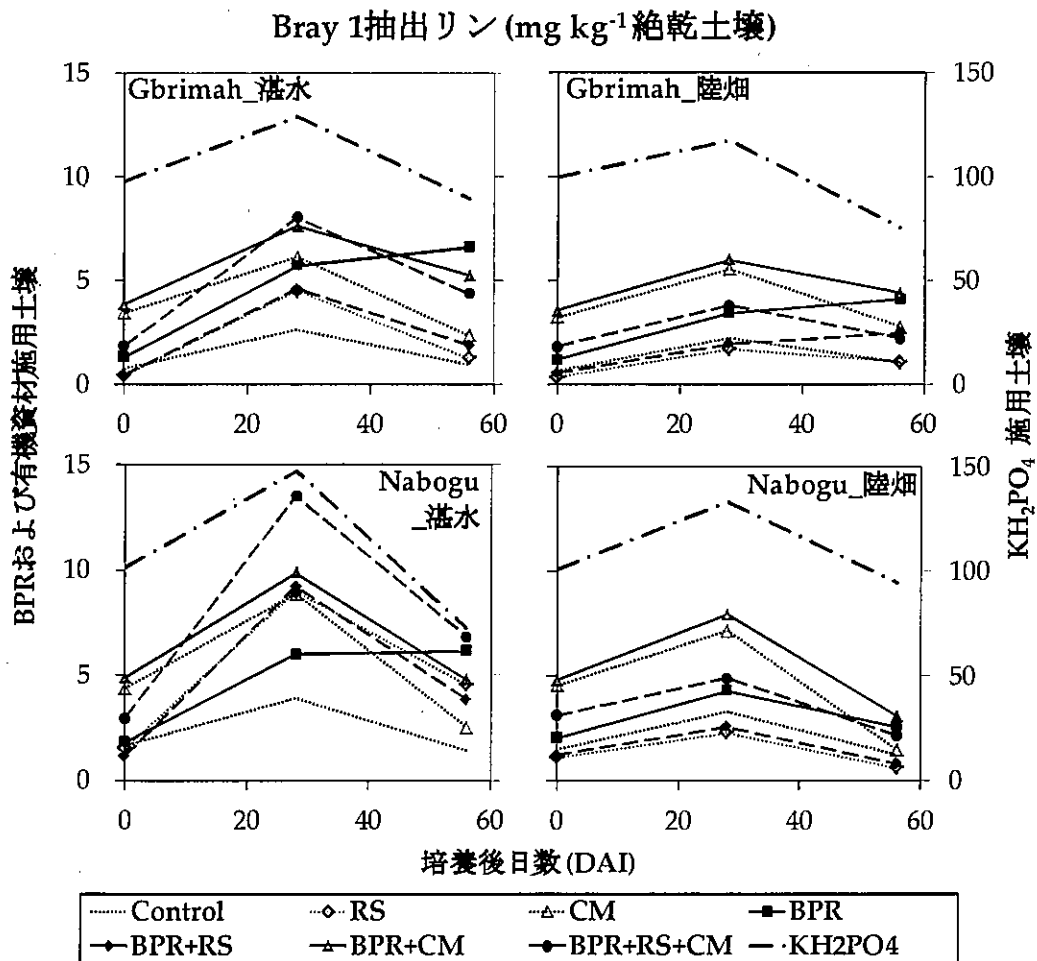 Bray 1抽出リン (mg kg-1 絶乾土壌)
BPRおよび有機資材施用土壌
KH2PO4 施用土壌
15
10
5
0
Gbrimah_湛水
0 20 40 60
Gbrimah_陸畑
150
100
50
0
0 20 40 60
15
10
5
0
Nabogu
_湛水
0 20 40 60
Nabogu_陸畑
150
100
50
0
0 20 40 60
培養後日数 (DAI)
Control RS CM BPR
BPR+RS BPR+CM BPR+RS+CM KH2PO4